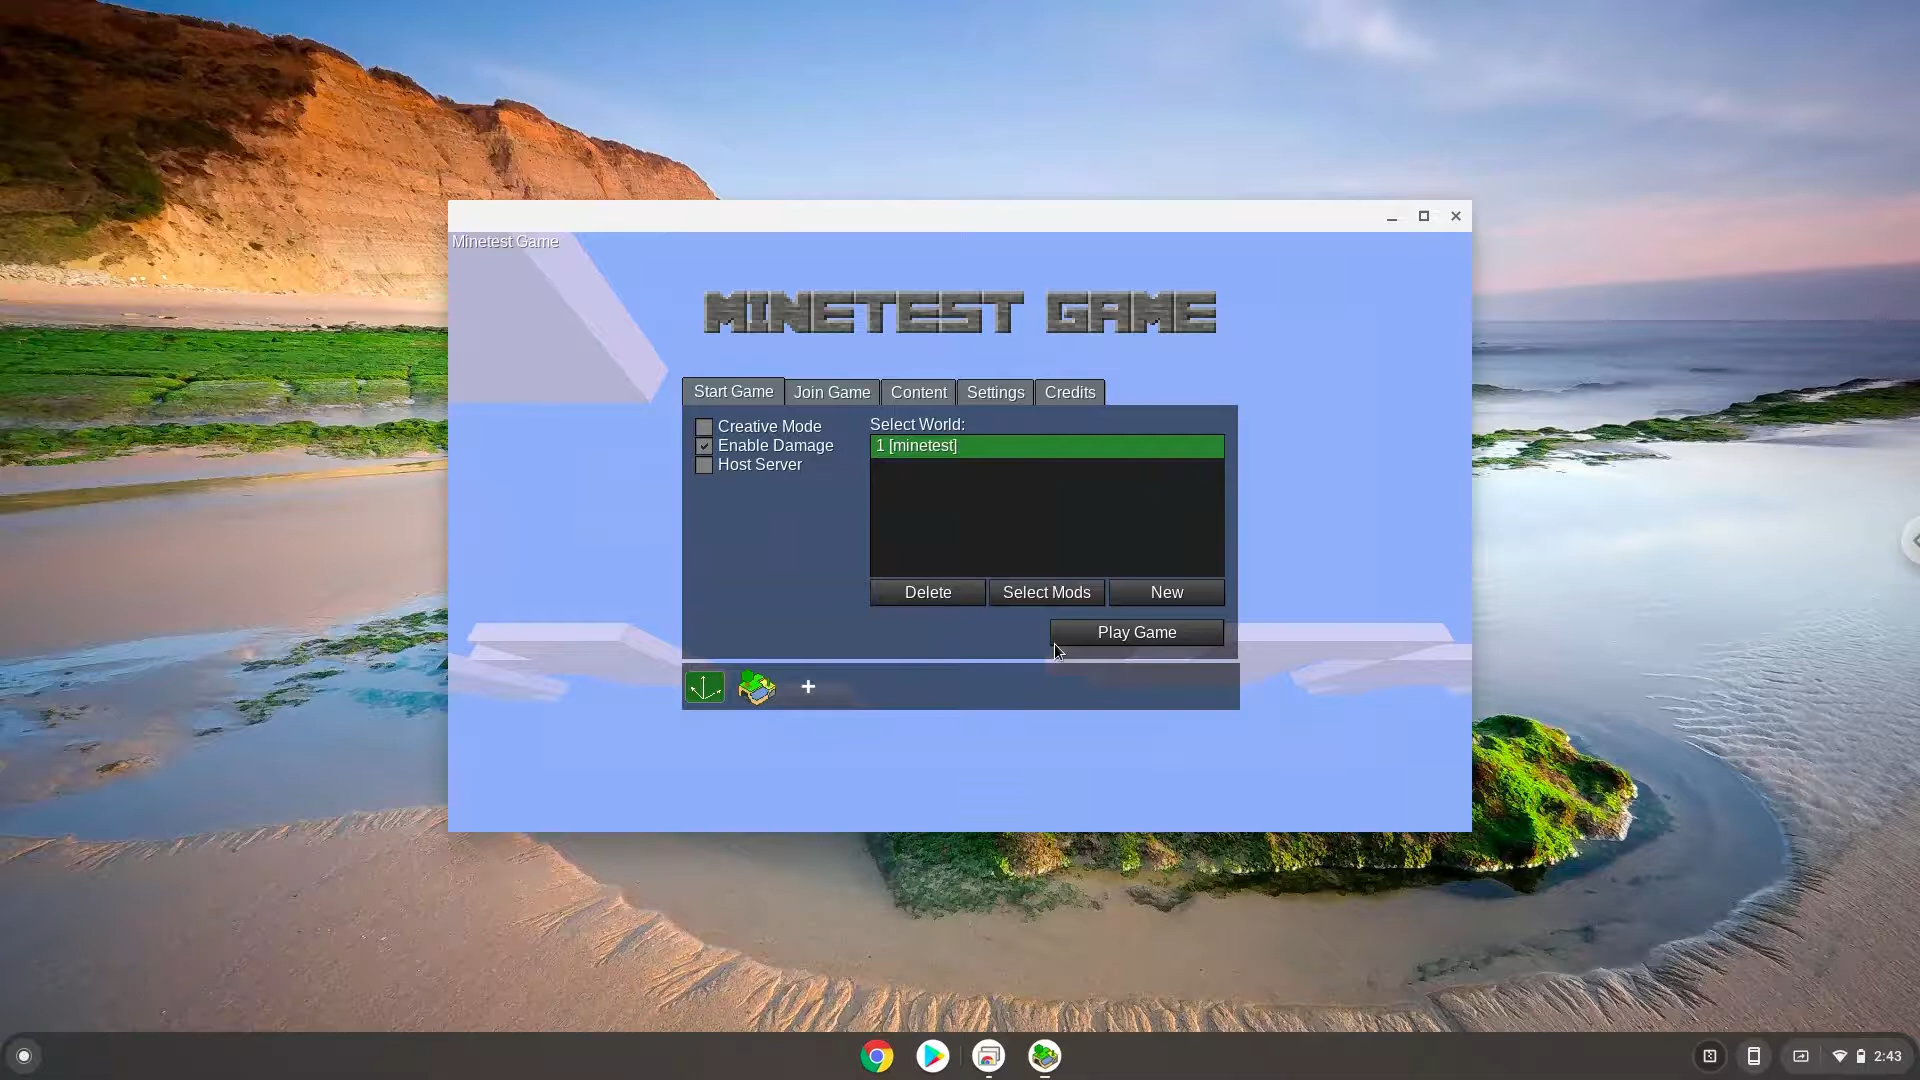 Minetest Game
MINETEST GAME
Start Game
Join Game
Content
Settings
Credits
Creative Mode
Enable Damage
Host Server
Select World:
1 [minetest]
Delete
Select Mods
New
Play Game
+
2:43